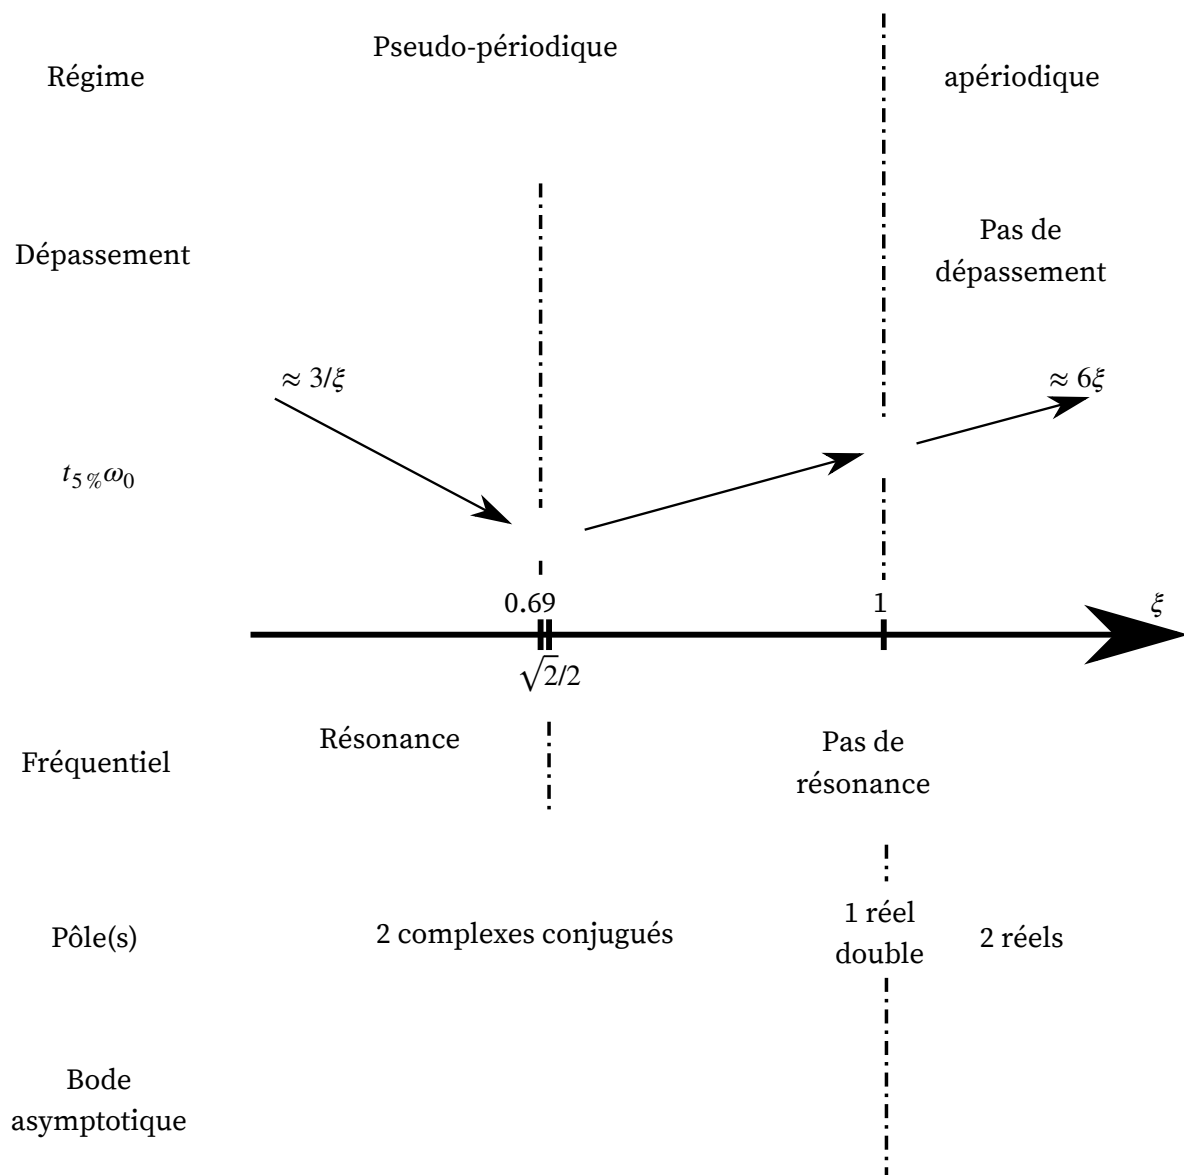 Pseudo-périodique
Régime
apériodique
Dépassement
Pas de
dépassement
≈ 3/ξ
≈ 6ξ
t5 %ω0
0.69
1
ξ
√2/2
Résonance
Fréquentiel
Pas de
résonance
Pôle(s)
2 complexes conjugués
1 réel
double
2 réels
Bode
asymptotique